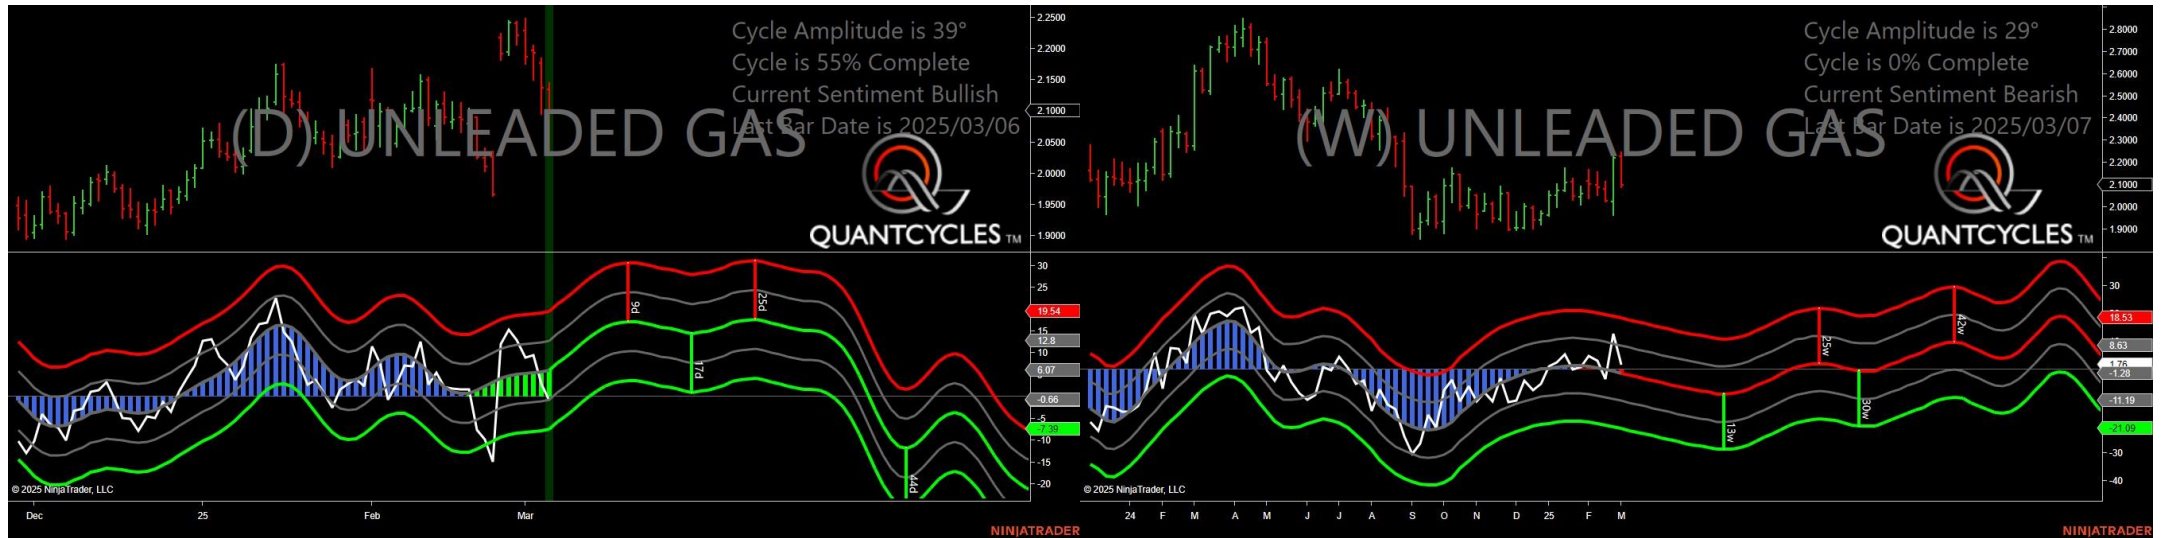 Cycle Amplitude is 39°
Cycle is 55% Complete
Current Sentiment Bullish
Last Bar Date is 2025/03/06
(D) UNLEADED GAS
QUANTCYCLES TM
2.2500
2.2000
2.1500
2.1000
2.0500
2.0000
1.9500
1.9000
30
25
19.54
15
12.8
10
6.07
-0.66
-5
-7.39
-10
-15
-20
9d
17d
25d
44d
© 2025 NinjaTrader, LLC
Dec 25 Feb Mar
NINJATRADER
Cycle Amplitude is 29°
Cycle is 0% Complete
Current Sentiment Bearish
Last Bar Date is 2025/03/07
(W) UNLEADED GAS
QUANTCYCLES TM
2.8000
2.7000
2.6000
2.5000
2.4000
2.3000
2.2000
2.1000
2.0000
1.9000
30
18.53
8.63
1.76
-1.28
-11.19
-21.09
-30
-40
13w
25w
30w
42w
© 2025 NinjaTrader, LLC
24 F M A M J J A S O N D 25 F M
NINJATRADER